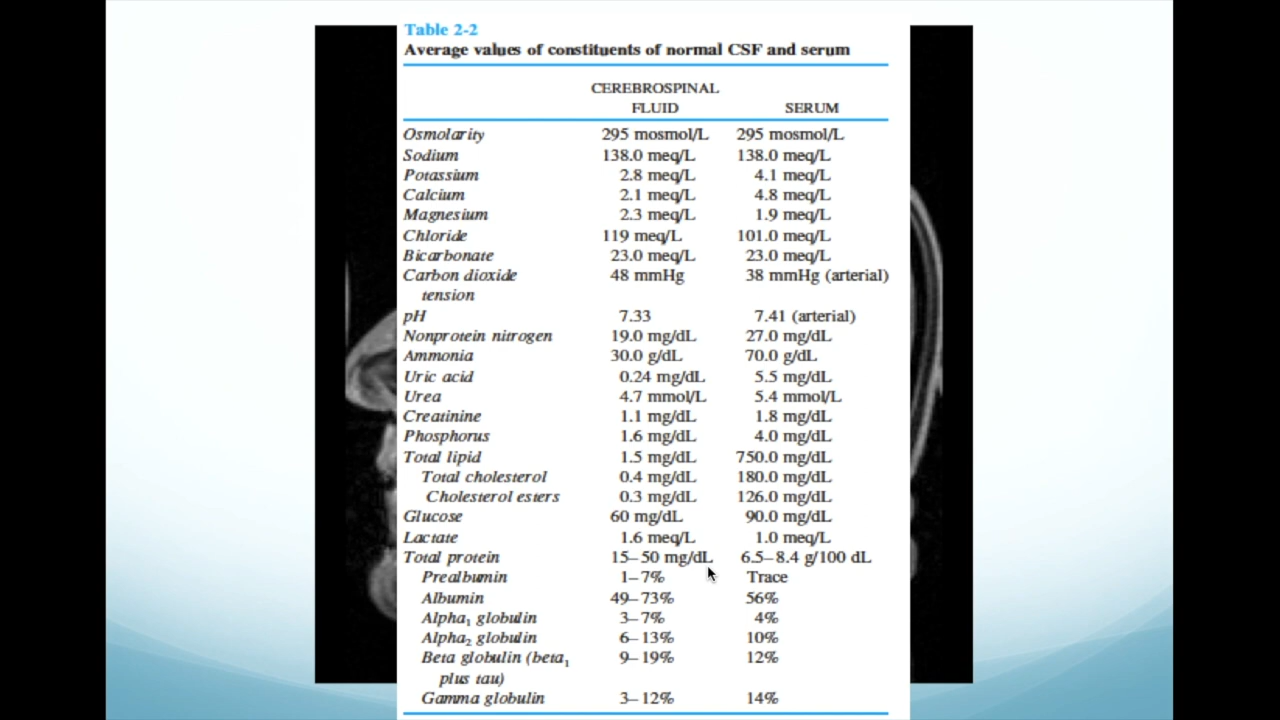 Table 2-2
Average values of constituents of normal CSF and serum
CEREBROSPINAL
FLUID SERUM
Osmolarity 295 mosmol/L 295 mosmol/L
Sodium 138.0 meq/L 138.0 meq/L
Potassium 2.8 meq/L 4.1 meq/L
Calcium 2.1 meq/L 4.8 meq/L
Magnesium 2.3 meq/L 1.9 meq/L
Chloride 119 meq/L 101.0 meq/L
Bicarbonate 23.0 meq/L 23.0 meq/L
Carbon dioxide 48 mmHg 38 mmHg (arterial)
tension
pH 7.33 7.41 (arterial)
Nonprotein nitrogen 19.0 mg/dL 27.0 mg/dL
Ammonia 30.0 g/dL 70.0 g/dL
Uric acid 0.24 mg/dL 5.5 mg/dL
Urea 4.7 mmol/L 5.4 mmol/L
Creatinine 1.1 mg/dL 1.8 mg/dL
Phosphorus 1.6 mg/dL 4.0 mg/dL
Total lipid 1.5 mg/dL 750.0 mg/dL
Total cholesterol 0.4 mg/dL 180.0 mg/dL
Cholesterol esters 0.3 mg/dL 126.0 mg/dL
Glucose 60 mg/dL 90.0 mg/dL
Lactate 1.6 meq/L 1.0 meq/L
Total protein 15–50 mg/dL 6.5–8.4 g/100 dL
Prealbumin 1–7% Trace
Albumin 49–73% 56%
Alpha₁ globulin 3–7% 4%
Alpha₂ globulin 6–13% 10%
Beta globulin (beta₁ 9–19% 12%
plus tau)
Gamma globulin 3–12% 14%